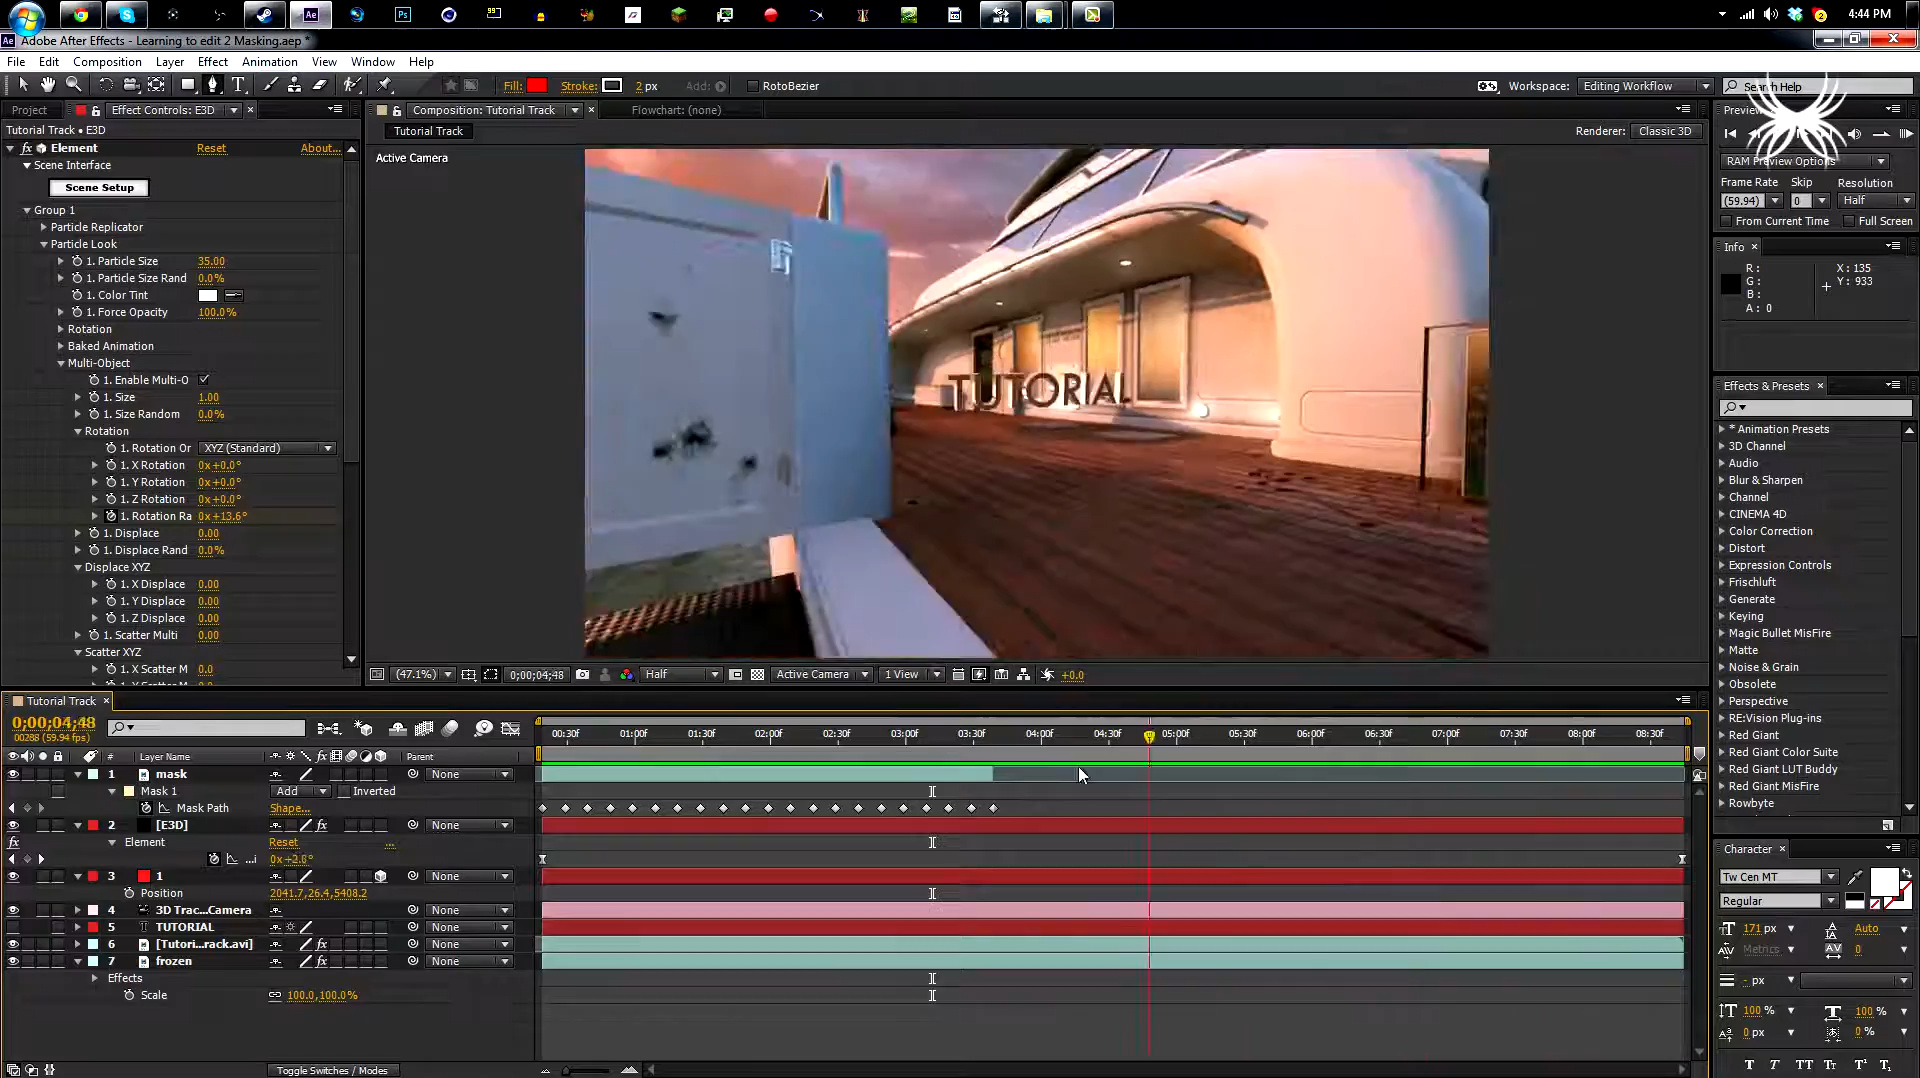 4:44 PM
Adobe After Effects - Learning to edit 2 Masking.aep *
File Edit Composition Layer Effect Animation View Window Help
Fill: Stroke: 2 px Add: RotoBezier Workspace: Editing Workflow Search Help
Project Effect Controls: E3D Composition: Tutorial Track Flowchart: (none) Preview
Tutorial Track • E3D Tutorial Track Renderer: Classic 3D
Element Reset About...
Active Camera
Scene Interface
Scene Setup
Group 1
Particle Replicator
Particle Look
1. Particle Size 35.00
1. Particle Size Rand 0.0%
1. Color Tint
1. Force Opacity 100.0%
Rotation
Baked Animation
Multi-Object
1. Enable Multi-O
1. Size 1.00
1. Size Random 0.0%
Rotation
1. Rotation Or XYZ (Standard)
1. X Rotation 0x+0.0°
1. Y Rotation 0x+0.0°
1. Z Rotation 0x+0.0°
1. Rotation Ra 0x+13.6°
1. Displace 0.00
1. Displace Rand 0.0%
Displace XYZ
1. X Displace 0.00
1. Y Displace 0.00
1. Z Displace 0.00
1. Scatter Multi 0.00
Scatter XYZ
1. X Scatter M 0.0
TUTORIAL
(47.1%) 0;00;04;48 Half Active Camera 1 View +0.0
RAM Preview Options
Frame Rate Skip Resolution
(59.94) 0 Half
From Current Time Full Screen
Info
R: X: 135
G: Y: 933
B:
A: 0
Effects & Presets
* Animation Presets
3D Channel
Audio
Blur & Sharpen
Channel
CINEMA 4D
Color Correction
Distort
Expression Controls
Frischluft
Generate
Keying
Magic Bullet MisFire
Matte
Noise & Grain
Obsolete
Perspective
RE:Vision Plug-ins
Red Giant
Red Giant Color Suite
Red Giant LUT Buddy
Red Giant MisFire
Rowbyte
Character
Tw Cen MT
Regular
171 px Auto
Metrics 0
- px
100 % 100 %
0 px 0 %
T T TT Tt T¹ T₁
Tutorial Track
0;00;04;48
00288 (59.94 fps)
00:30f 01:00f 01:30f 02:00f 02:30f 03:00f 03:30f 04:00f 04:30f 05:00f 05:30f 06:00f 06:30f 07:00f 07:30f 08:00f 08:30f
# Layer Name Parent
1 mask None
Mask 1 Add Inverted
Mask Path Shape...
2 [E3D] None
Element Reset ...
...i 0x+2.8°
3 1 None
Position 2041.7,26.4,5408.2
4 3D Trac...Camera None
5 TUTORIAL None
6 [Tutori...rack.avi] None
7 frozen None
Effects
Scale 100.0,100.0%
Toggle Switches / Modes